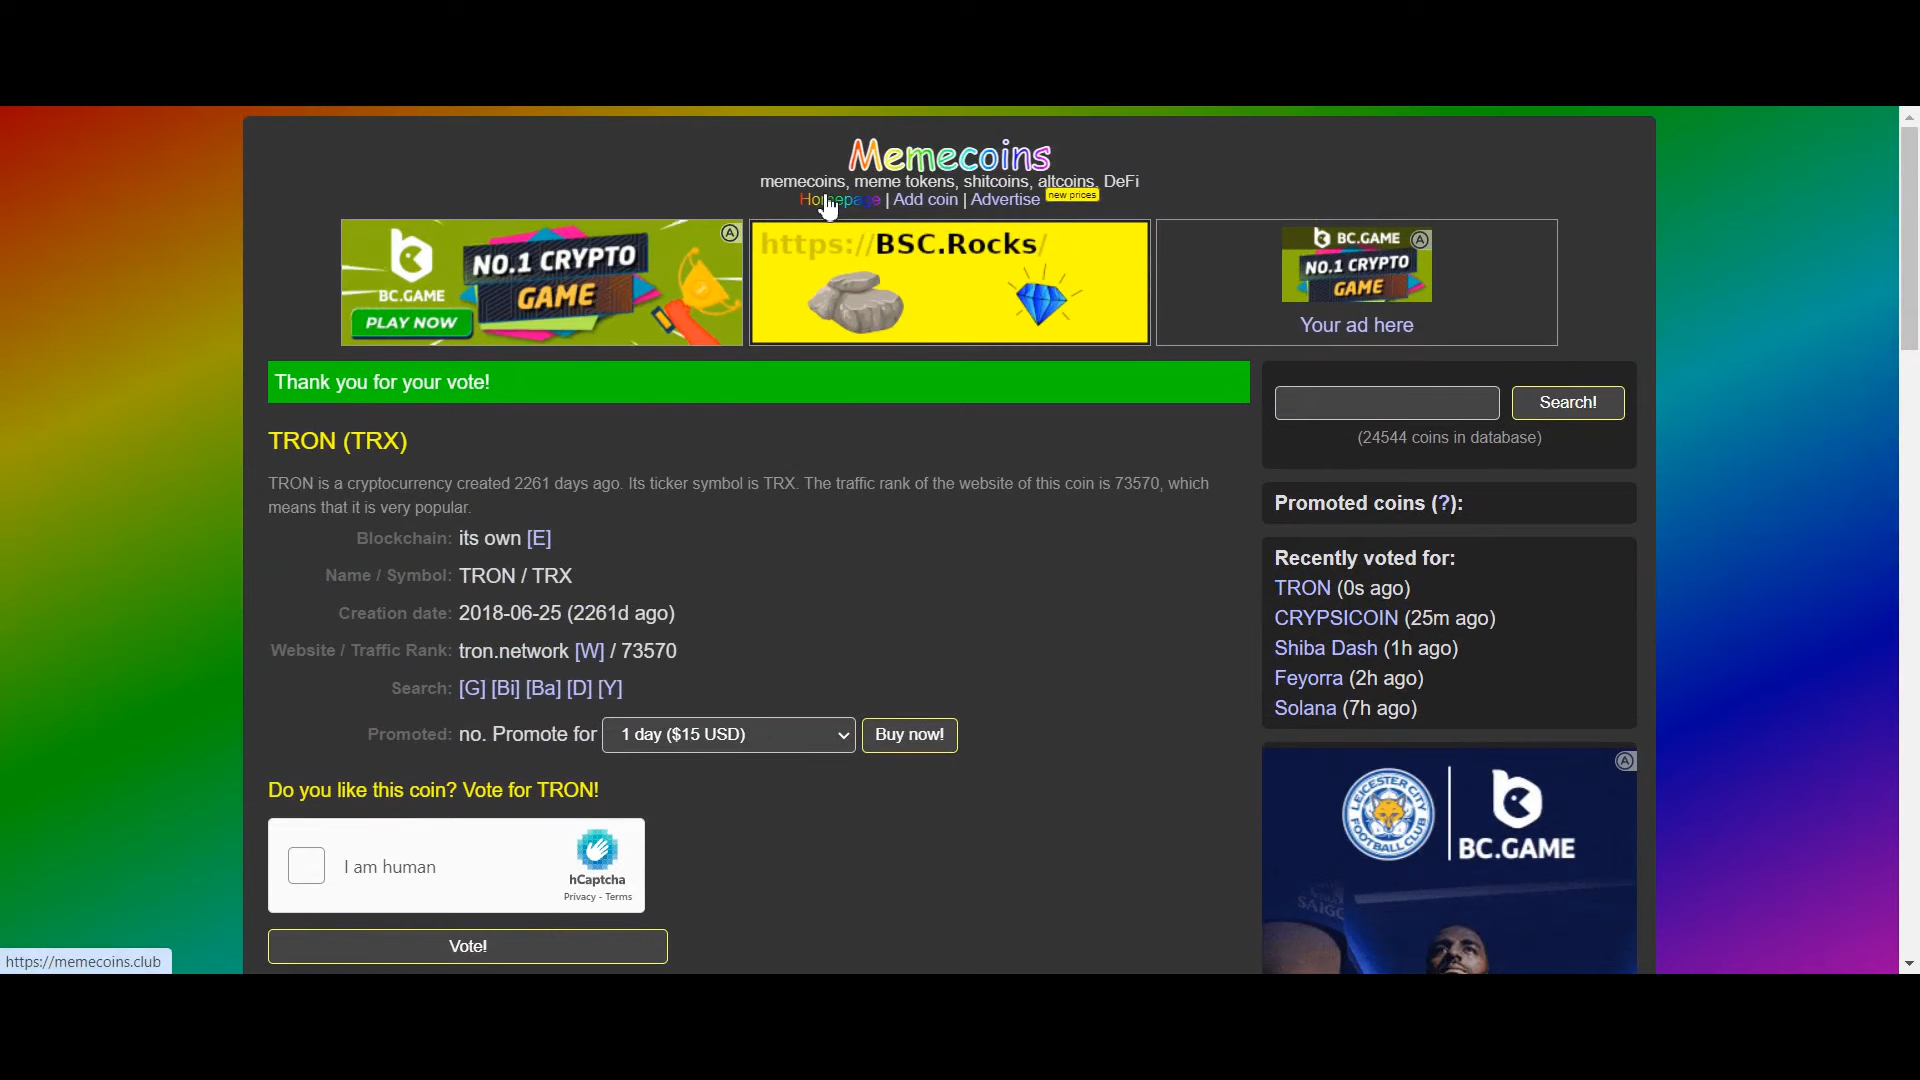 Memecoins
memecoins, meme tokens, shitcoins, altcoins, DeFi
Homepage | Add coin | Advertise new prices
BC.GAME
NO.1 CRYPTO
GAME
PLAY NOW
A
https://BSC.Rocks/
BC.GAME
A
NO.1 CRYPTO
GAME
Your ad here
Thank you for your vote!
Search!
(24544 coins in database)
TRON (TRX)
TRON is a cryptocurrency created 2261 days ago. Its ticker symbol is TRX. The traffic rank of the website of this coin is 73570, which
means that it is very popular.
Blockchain: its own [E]
Name / Symbol: TRON / TRX
Creation date: 2018-06-25 (2261d ago)
Website / Traffic Rank: tron.network [W] / 73570
Search: [G] [Bi] [Ba] [D] [Y]
Promoted: no. Promote for 1 day ($15 USD) Buy now!
Do you like this coin? Vote for TRON!
I am human
hCaptcha
Privacy - Terms
Vote!
Promoted coins (?):
Recently voted for:
TRON (0s ago)
CRYPSICOIN (25m ago)
Shiba Dash (1h ago)
Feyorra (2h ago)
Solana (7h ago)
A
LEICESTER CITY
FOOTBALL CLUB
BC.GAME
SAIGC
https://memecoins.club